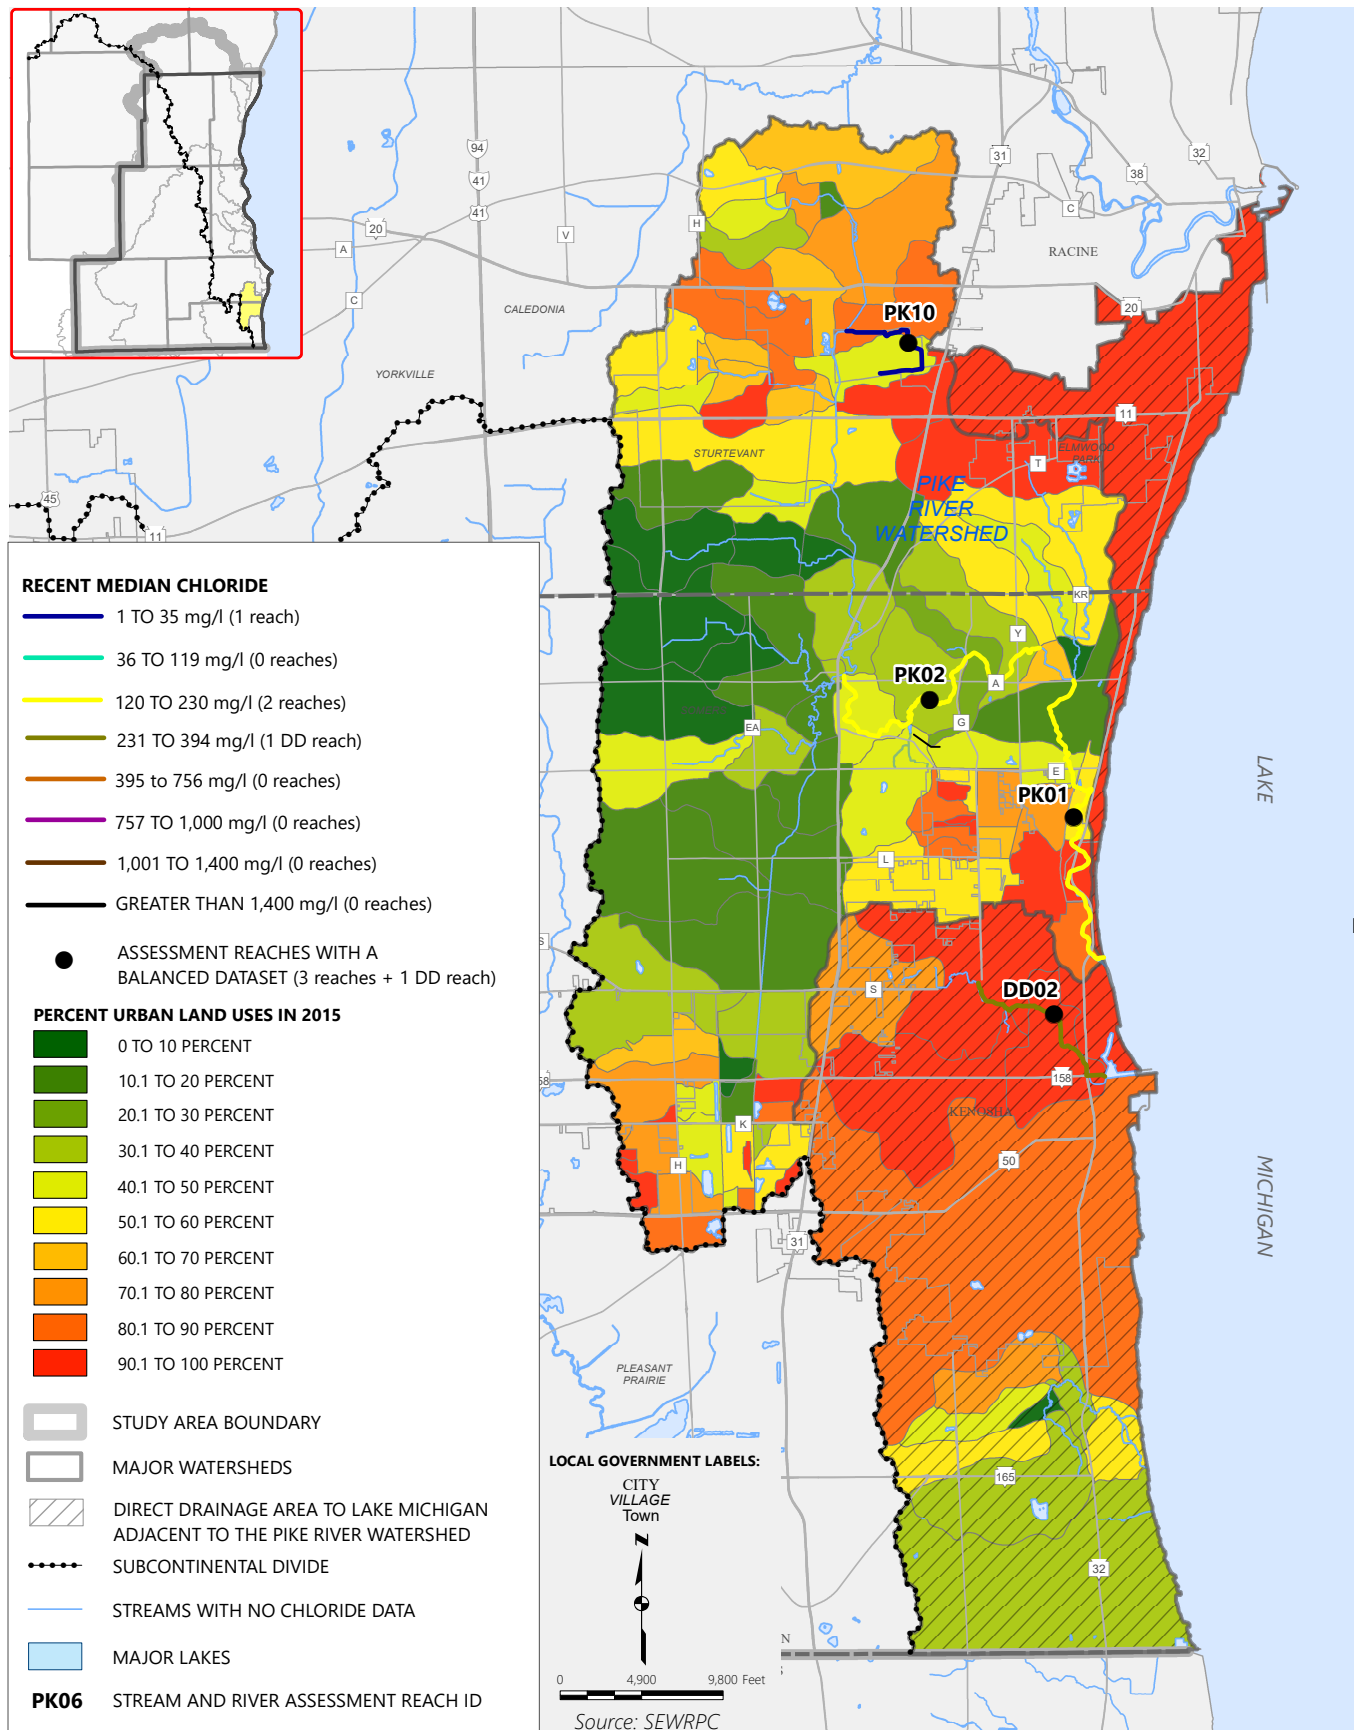 94
41
41
31
38
32
C
H
20
V
A
C
RACINE
CALEDONIA
20
PK10
YORKVILLE
11
ELMWOOD
PARK
T
STURTEVANT
PIKE
RIVER
WATERSHED
45
11
KR
Y
PK02
A
G
EA
E
LAKE
PK01
L
S
S
DD02
158
KENOSHA
K
H
50
31
MICHIGAN
PLEASANT
PRAIRIE
165
32
RECENT MEDIAN CHLORIDE
1 TO 35 mg/l (1 reach)
36 TO 119 mg/l (0 reaches)
120 TO 230 mg/l (2 reaches)
231 TO 394 mg/l (1 DD reach)
395 to 756 mg/l (0 reaches)
757 TO 1,000 mg/l (0 reaches)
1,001 TO 1,400 mg/l (0 reaches)
GREATER THAN 1,400 mg/l (0 reaches)
ASSESSMENT REACHES WITH A
BALANCED DATASET (3 reaches + 1 DD reach)
PERCENT URBAN LAND USES IN 2015
0 TO 10 PERCENT
10.1 TO 20 PERCENT
20.1 TO 30 PERCENT
30.1 TO 40 PERCENT
40.1 TO 50 PERCENT
50.1 TO 60 PERCENT
60.1 TO 70 PERCENT
70.1 TO 80 PERCENT
80.1 TO 90 PERCENT
90.1 TO 100 PERCENT
STUDY AREA BOUNDARY
MAJOR WATERSHEDS
DIRECT DRAINAGE AREA TO LAKE MICHIGAN
ADJACENT TO THE PIKE RIVER WATERSHED
SUBCONTINENTAL DIVIDE
STREAMS WITH NO CHLORIDE DATA
MAJOR LAKES
PK06 STREAM AND RIVER ASSESSMENT REACH ID
LOCAL GOVERNMENT LABELS:
CITY
VILLAGE
Town
N
0 4,900 9,800 Feet
Source: SEWRPC